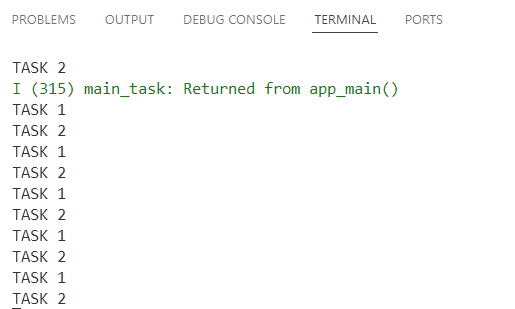 PROBLEMS OUTPUT DEBUG CONSOLE TERMINAL PORTS
TASK 2
I (315) main_task: Returned from app_main()
TASK 1
TASK 2
TASK 1
TASK 2
TASK 1
TASK 2
TASK 1
TASK 2
TASK 1
TASK 2